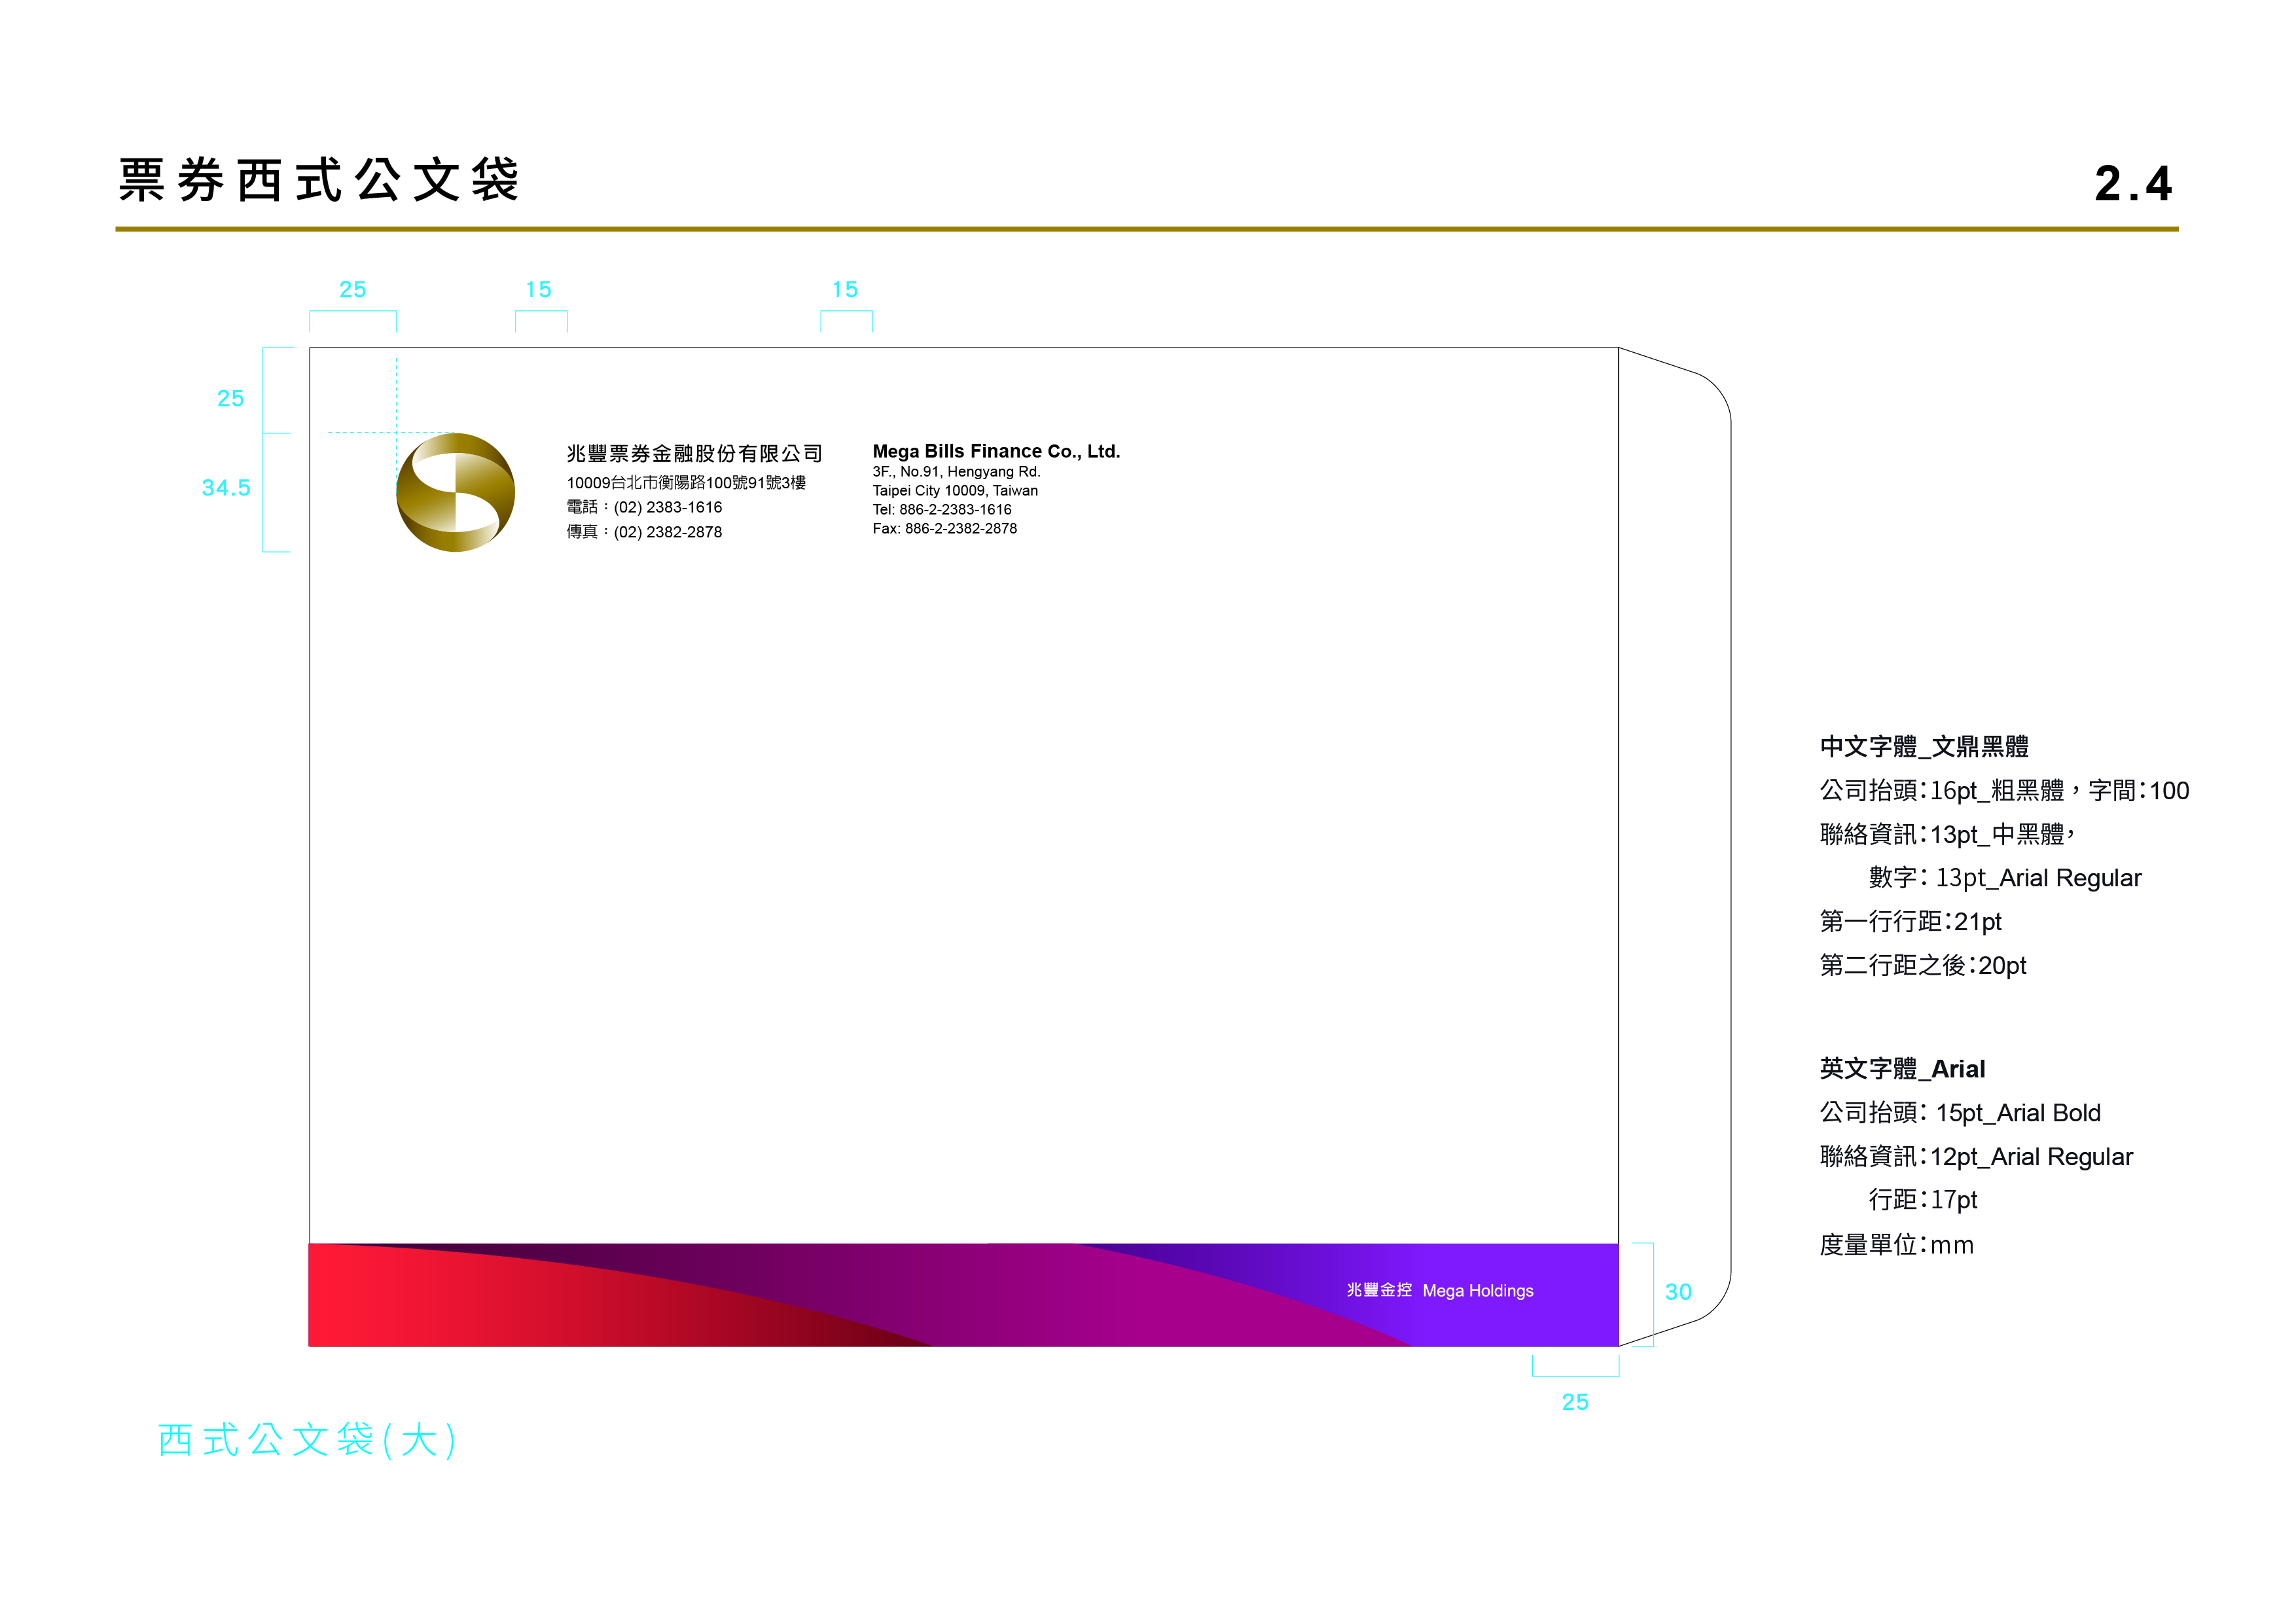 票券西式公文袋
2.4
25
15
15
25
34.5
兆豐票券金融股份有限公司
10009台北市衡陽路100號91號3樓
電話：(02) 2383-1616
傳真：(02) 2382-2878
Mega Bills Finance Co., Ltd.
3F., No.91, Hengyang Rd.
Taipei City 10009, Taiwan
Tel: 886-2-2383-1616
Fax: 886-2-2382-2878
中文字體_文鼎黑體
公司抬頭：16pt_粗黑體，字間：100
聯絡資訊：13pt_中黑體，
數字：13pt_Arial Regular
第一行行距：21pt
第二行距之後：20pt
英文字體_Arial
公司抬頭：15pt_Arial Bold
聯絡資訊：12pt_Arial Regular
行距：17pt
度量單位：mm
兆豐金控 Mega Holdings
30
25
西式公文袋(大)